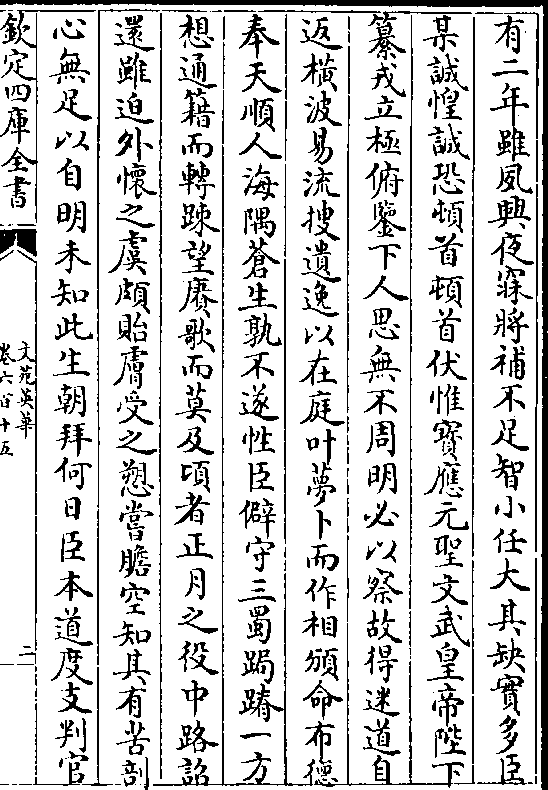 有二年雖夙興夜寐將補不足智小任大其缺實多臣
某誠惶誠恐頓首頓首伏惟寳應元聖文武皇帝陛下
纂戎立極俯鑒下人思無不周明必以察故得迷道自
返橫波易流搜遺逸以在庭叶夢卜而作相頒命布德
奉天順人海隅蒼生孰不遂性臣僻守三蜀跼蹐一方
想通籍而轉踈望賡歌而莫及頃者正月之役中路詔
還雖迫外懷之虞頗貽膚受之愬嘗膽空知其有苦剖
心無足以自明未知此生朝拜何日臣本道度支判官
欽定四庫全書
文苑英華
卷六百十五
二